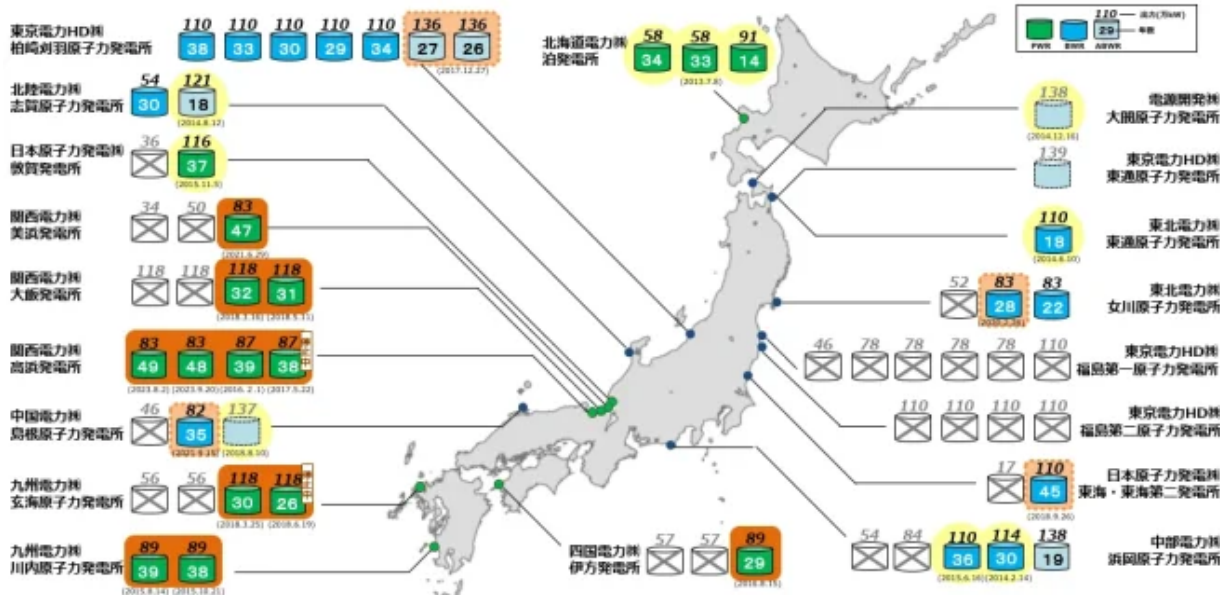 110
出力(万kW)
29
年数
PWR
BWR
ABWR
東京電力HD㈱
柏崎刈羽原子力発電所
110 110 110 110 110 136 136
38 33 30 29 34 27 26
(2017.12.27)
北陸電力㈱
志賀原子力発電所
54 121
30 18
(2014.8.12)
日本原子力発電㈱
敦賀発電所
36 116
37
(2015.11.5)
関西電力㈱
美浜発電所
34 50 83
47
(2021.6.29)
関西電力㈱
大飯発電所
118 118 118 118
32 31
(2018.3.16) (2018.5.11)
関西電力㈱
高浜発電所
83 83 87 87
49 48 39 38
(2023.8.2) (2023.9.20) (2016. 2 .1) (2017.5.22)
中国電力㈱
島根原子力発電所
46 82 137
35
(2021.9.15) (2018.8.10)
九州電力㈱
玄海原子力発電所
56 56 118 118
30 26
(2018.3.25) (2018.6.19)
九州電力㈱
川内原子力発電所
89 89
39 38
(2015.8.14) (2015.10.21)
四国電力㈱
伊方発電所
57 57 89
29
(2016.8.15)
北海道電力㈱
泊発電所
58 58 91
34 33 14
(2013.7.8)
138
電源開発㈱
大間原子力発電所
(2014.12.16)
139
東京電力HD㈱
東通原子力発電所
110
18
東北電力㈱
東通原子力発電所
(2014.6.10)
52 83 83
28 22
東北電力㈱
女川原子力発電所
46 78 78 78 78 110
東京電力HD㈱
福島第一原子力発電所
110 110 110 110
東京電力HD㈱
福島第二原子力発電所
17 110
45
日本原子力発電㈱
東海・東海第二発電所
(2018.9.26)
54 84 110 114 138
36 30 19
中部電力㈱
浜岡原子力発電所
(2015.6.16) (2014.2.14)